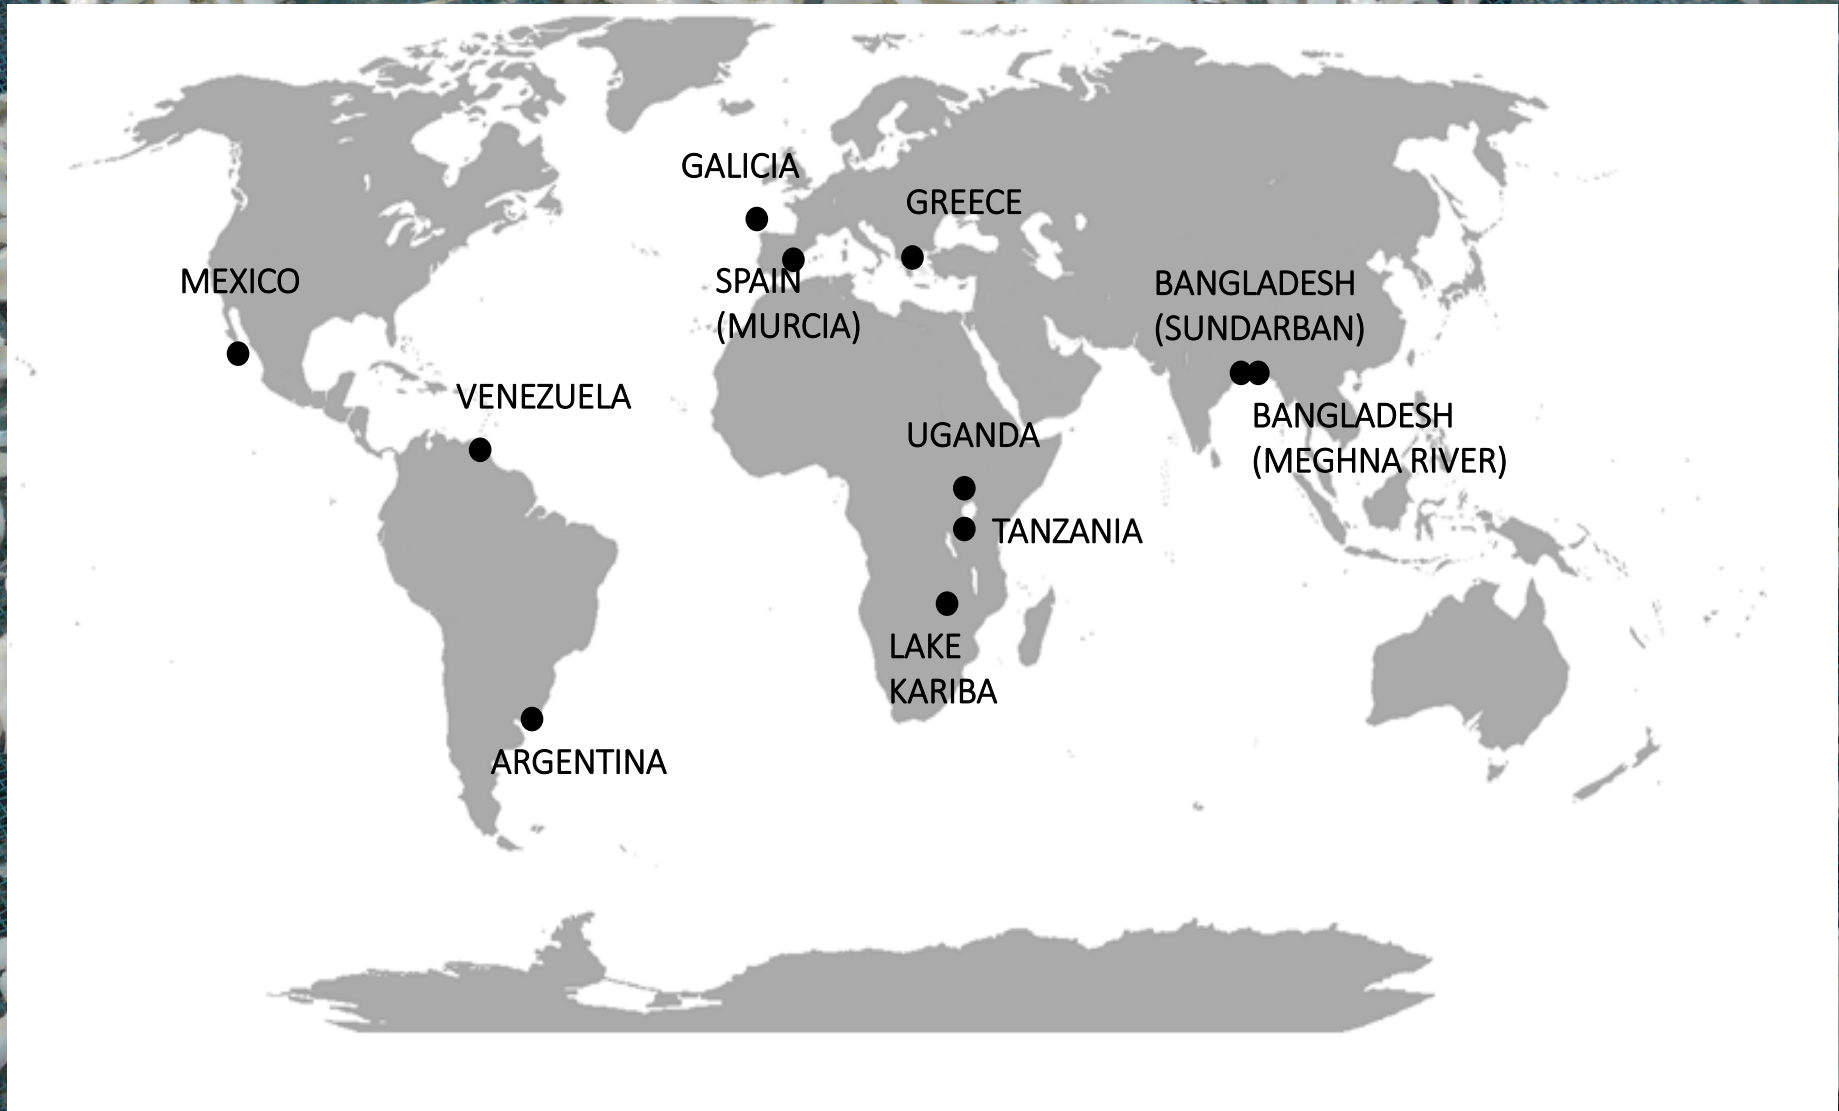 GALICIA
GREECE
MEXICO
SPAIN
(MURCIA)
BANGLADESH
(SUNDARBAN)
VENEZUELA
UGANDA
BANGLADESH
(MEGHNA RIVER)
TANZANIA
LAKE
KARIBA
ARGENTINA